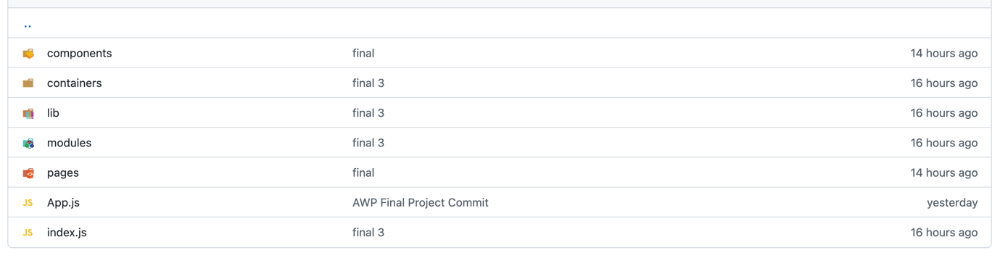 ..
components final 14 hours ago
containers final 3 16 hours ago
lib final 3 16 hours ago
modules final 3 16 hours ago
pages final 14 hours ago
JS App.js AWP Final Project Commit yesterday
JS index.js final 3 16 hours ago